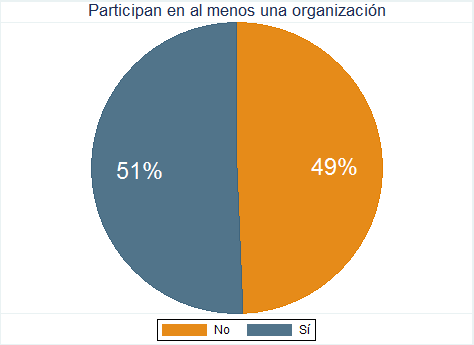 Participan en al menos una organización
51%
49%
No
Sí